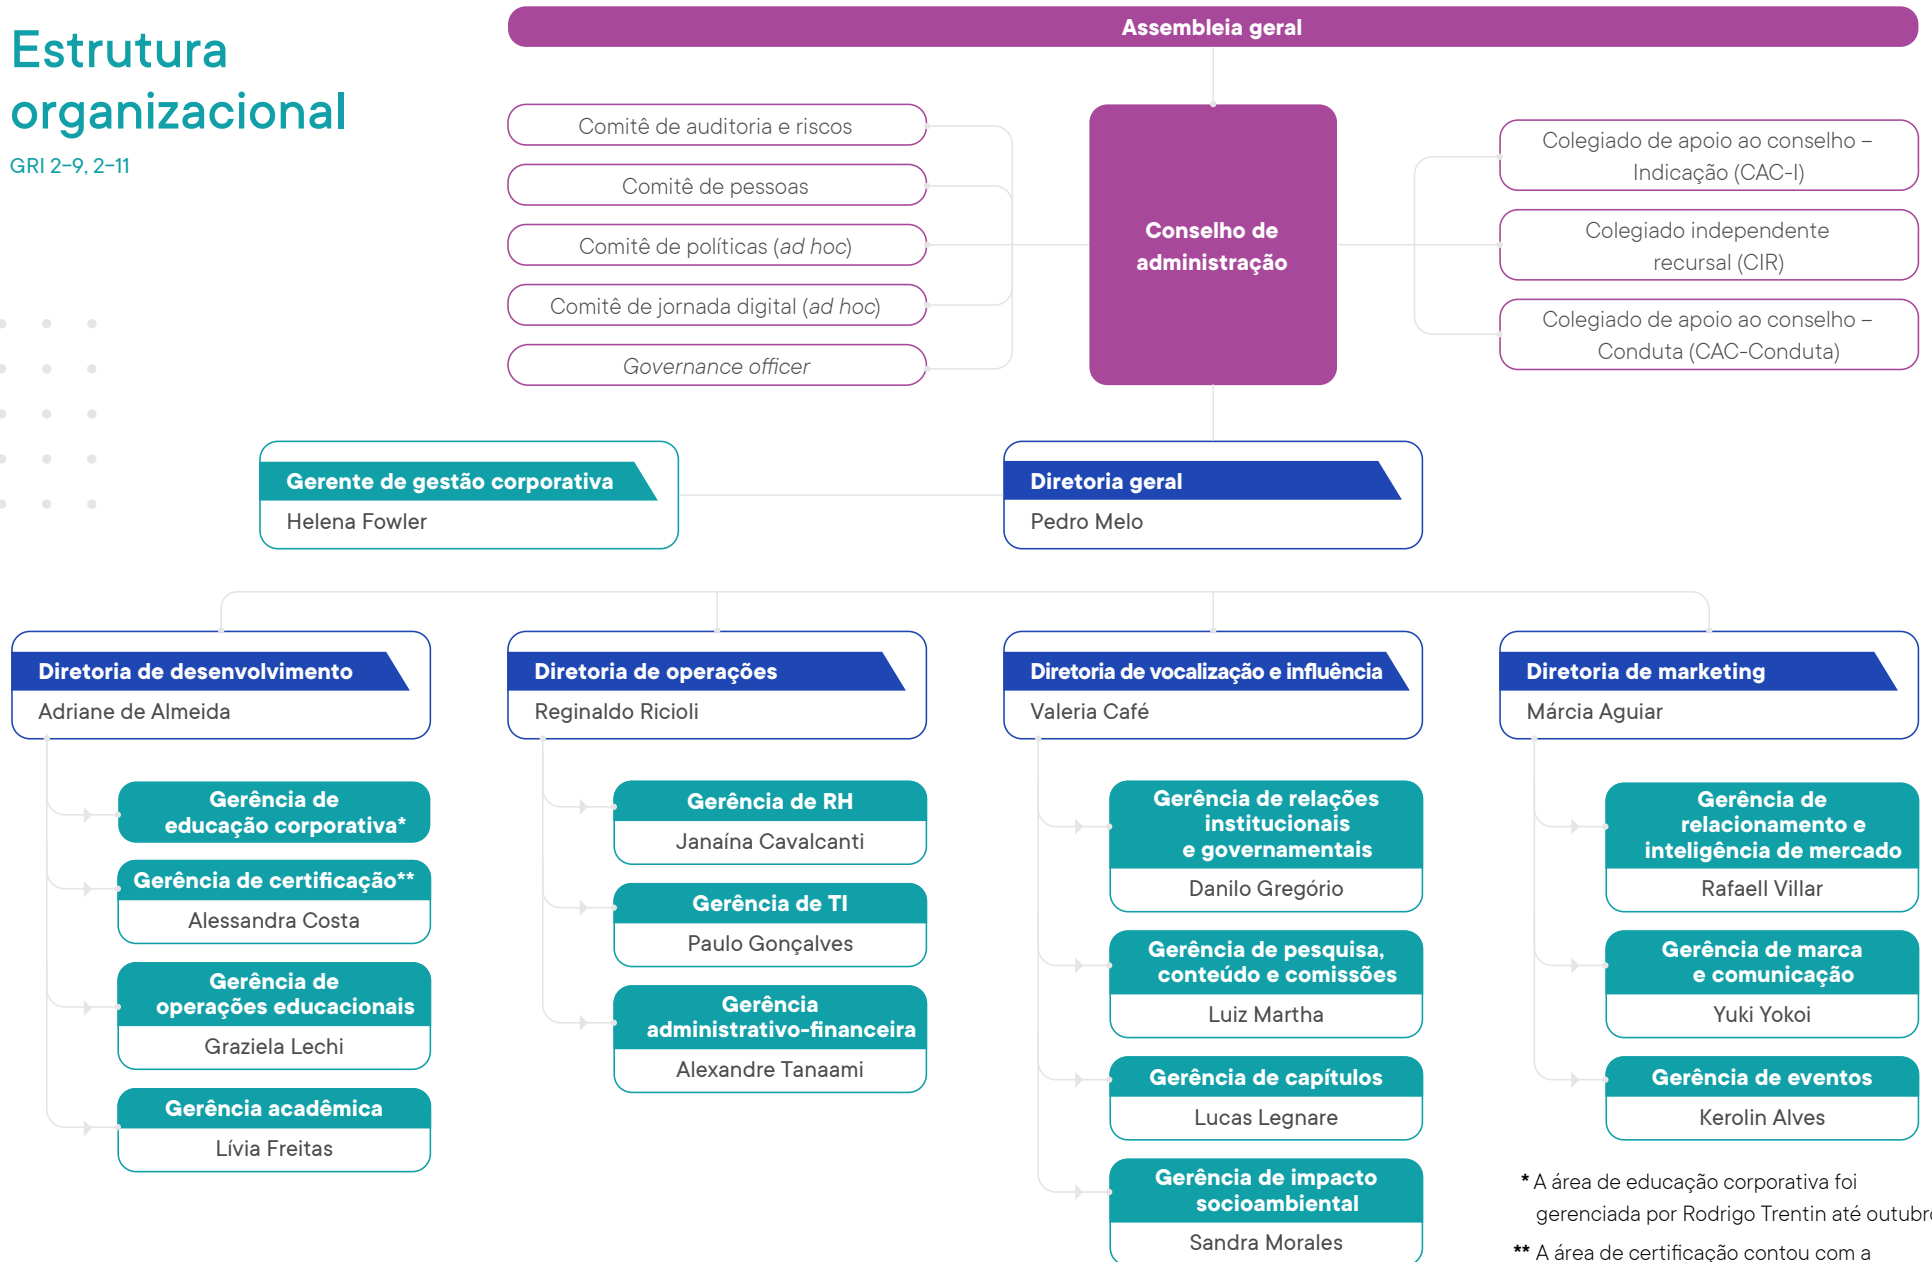 Estrutura
organizacional
GRI 2-9, 2-11
Assembleia geral
Comitê de auditoria e riscos
Comitê de pessoas
Comitê de políticas (ad hoc)
Comitê de jornada digital (ad hoc)
Governance officer
Conselho de
administração
Colegiado de apoio ao conselho –
Indicação (CAC-I)
Colegiado independente
recursal (CIR)
Colegiado de apoio ao conselho –
Conduta (CAC-Conduta)
Gerente de gestão corporativa
Helena Fowler
Diretoria geral
Pedro Melo
Diretoria de desenvolvimento
Adriane de Almeida
Gerência de
educação corporativa*
Gerência de certificação**
Alessandra Costa
Gerência de
operações educacionais
Graziela Lechi
Gerência acadêmica
Lívia Freitas
Diretoria de operações
Reginaldo Ricioli
Gerência de RH
Janaína Cavalcanti
Gerência de TI
Paulo Gonçalves
Gerência
administrativo-financeira
Alexandre Tanaami
Diretoria de vocalização e influência
Valeria Café
Gerência de relações
institucionais
e governamentais
Danilo Gregório
Gerência de pesquisa,
conteúdo e comissões
Luiz Martha
Gerência de capítulos
Lucas Legnare
Gerência de impacto
socioambiental
Sandra Morales
Diretoria de marketing
Márcia Aguiar
Gerência de
relacionamento e
inteligência de mercado
Rafaell Villar
Gerência de marca
e comunicação
Yuki Yokoi
Gerência de eventos
Kerolin Alves
* A área de educação corporativa foi
gerenciada por Rodrigo Trentin até outubro
** A área de certificação contou com a